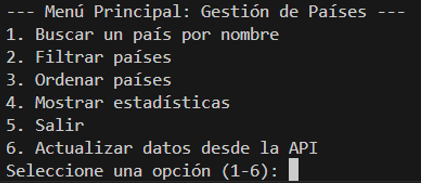 --- Menú Principal: Gestión de Países ---
1. Buscar un país por nombre
2. Filtrar países
3. Ordenar países
4. Mostrar estadísticas
5. Salir
6. Actualizar datos desde la API
Seleccione una opción (1-6):